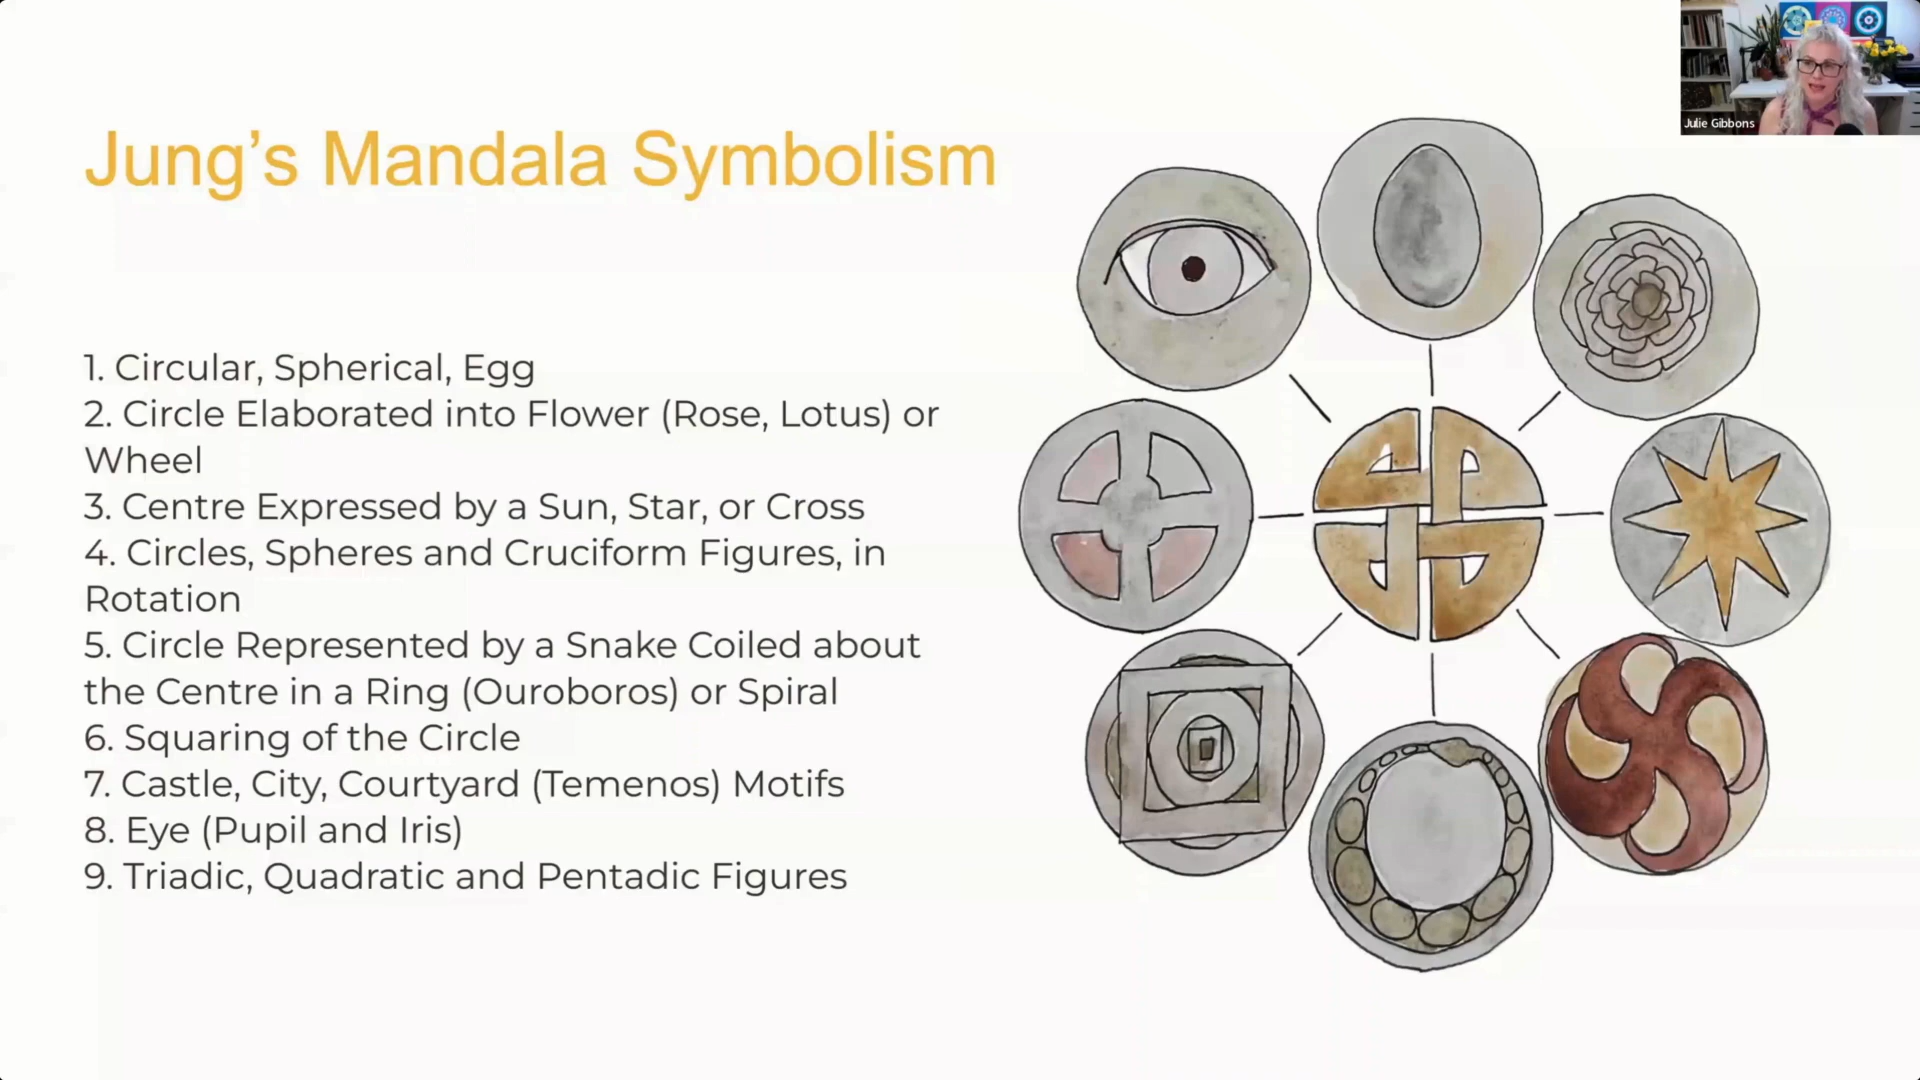 Julie Gibbons
Jung's Mandala Symbolism
1. Circular, Spherical, Egg
2. Circle Elaborated into Flower (Rose, Lotus) or
Wheel
3. Centre Expressed by a Sun, Star, or Cross
4. Circles, Spheres and Cruciform Figures, in
Rotation
5. Circle Represented by a Snake Coiled about
the Centre in a Ring (Ouroboros) or Spiral
6. Squaring of the Circle
7. Castle, City, Courtyard (Temenos) Motifs
8. Eye (Pupil and Iris)
9. Triadic, Quadratic and Pentadic Figures